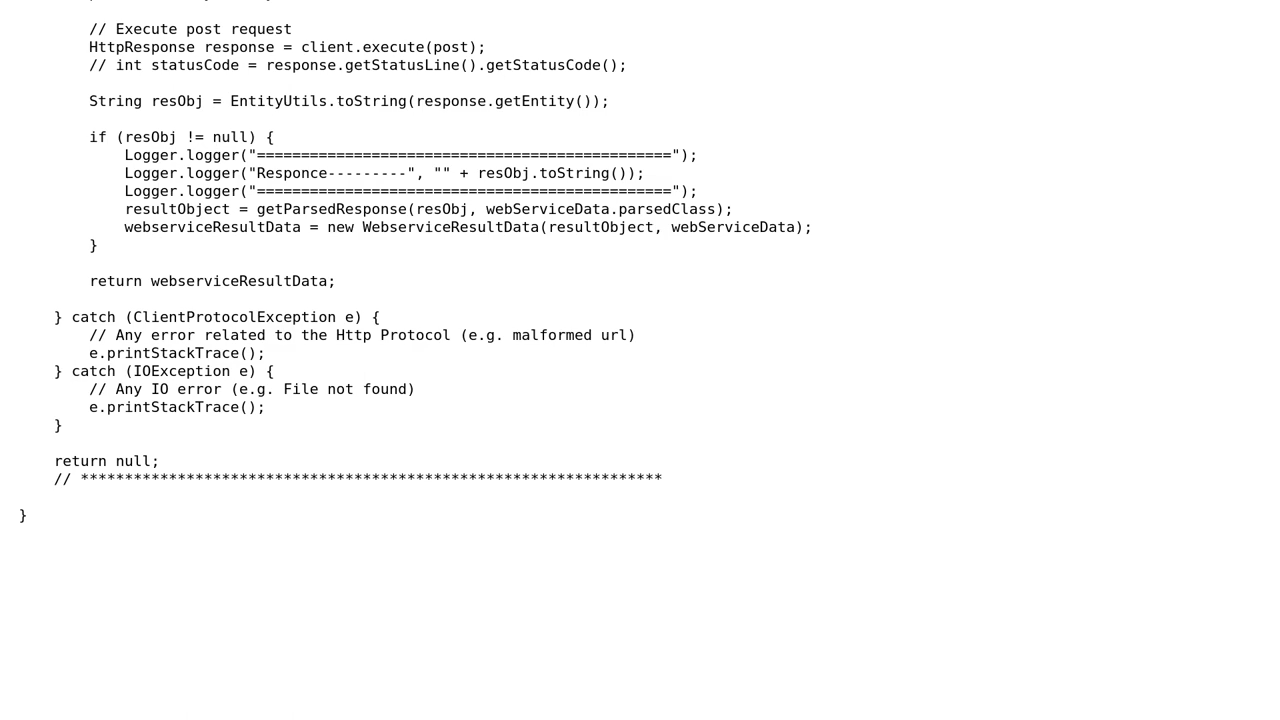 // Execute post request
HttpResponse response = client.execute(post);
// int statusCode = response.getStatusLine().getStatusCode();
String resObj = EntityUtils.toString(response.getEntity());
if (resObj != null) {
Logger.logger("===============================================");
Logger.logger("Responce---------", "" + resObj.toString());
Logger.logger("===============================================");
resultObject = getParsedResponse(resObj, webServiceData.parsedClass);
webserviceResultData = new WebserviceResultData(resultObject, webServiceData);
}
return webserviceResultData;
} catch (ClientProtocolException e) {
// Any error related to the Http Protocol (e.g. malformed url)
e.printStackTrace();
} catch (IOException e) {
// Any IO error (e.g. File not found)
e.printStackTrace();
}
return null;
// ******************************************************************
}